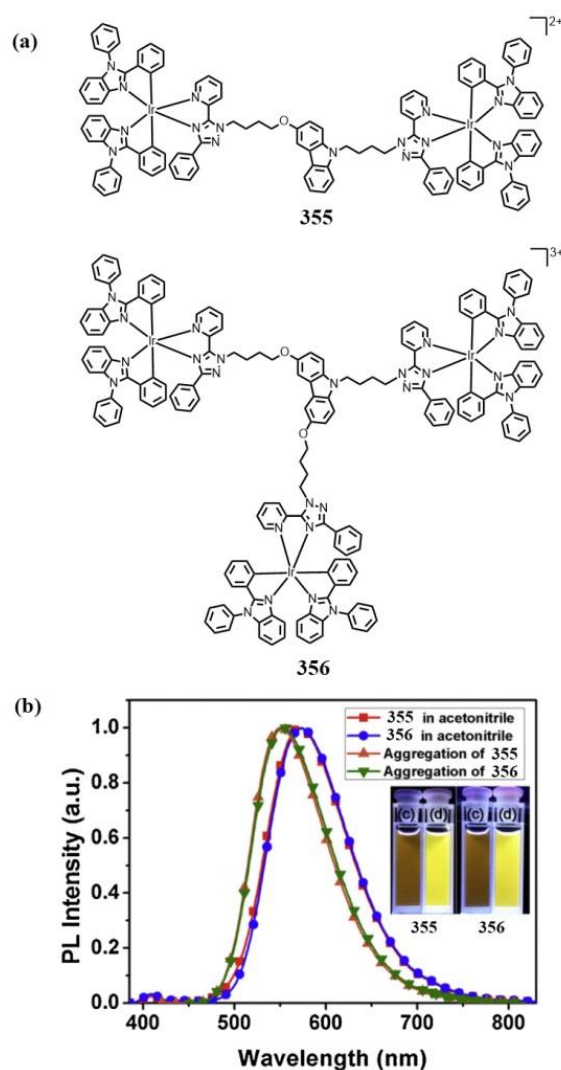 (a)
2+
355
3+
356
(b)
1.0
0.8
0.6
0.4
0.2
0.0
PL Intensity (a.u.)
355 in acetonitrile
356 in acetonitrile
Aggregation of 355
Aggregation of 356
(c) (d) (c) (d)
355 356
400 500 600 700 800
Wavelength (nm)